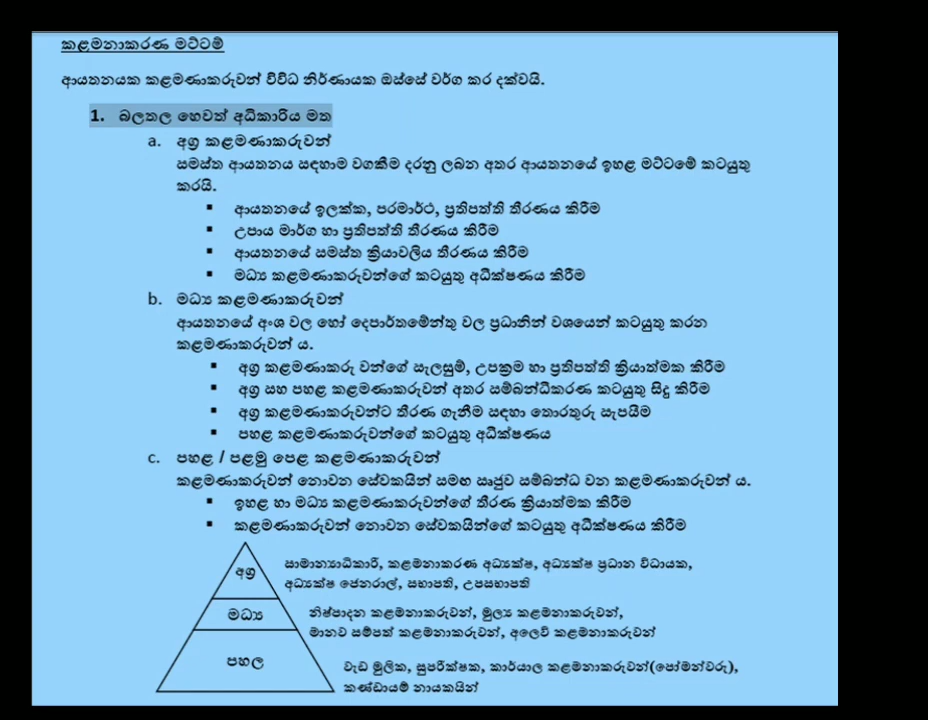 කළමනාකරණ මට්ටම්
ආයතනයක කළමණාකරුවන් විවිධ නිර්ණායක ඔස්සේ වර්ග කර දක්වයි.
1. බලතල හෙවත් අධිකාරිය මත
a. අග්‍ර කළමණාකරුවන්
සමස්ත ආයතනය සඳහාම වගකීම දරනු ලබන අතර ආයතනයේ ඉහළ මට්ටමේ කටයුතු
කරයි.
▪ ආයතනයේ ඉලක්ක, පරමාර්ථ, ප්‍රතිපත්ති තීරණය කිරීම
▪ උපාය මාර්ග හා ප්‍රතිපත්ති තීරණය කිරීම
▪ ආයතනයේ සමස්ත ක්‍රියාවලිය තීරණය කිරීම
▪ මධ්‍ය කළමණාකරුවන්ගේ කටයුතු අධීක්ෂණය කිරීම
b. මධ්‍ය කළමණාකරුවන්
ආයතනයේ අංශ වල හෝ දෙපාර්තමේන්තු වල ප්‍රධානින් වශයෙන් කටයුතු කරන
කළමණාකරුවන් ය.
▪ අග්‍ර කළමණාකරු වන්ගේ සැලසුම්, උපක්‍රම හා ප්‍රතිපත්ති ක්‍රියාත්මක කිරීම
▪ අග්‍ර සහ පහළ කළමණාකරුවන් අතර සම්බන්ධීකරණ කටයුතු සිදු කිරීම
▪ අග්‍ර කළමණාකරුවන්ට තීරණ ගැනීම සඳහා තොරතුරු සැපයීම
▪ පහළ කළමණාකරුවන්ගේ කටයුතු අධීක්ෂණය
c. පහළ / පළමු පෙළ කළමණාකරුවන්
කළමණාකරුවන් නොවන සේවකයින් සමඟ ඍජුව සම්බන්ධ වන කළමණාකරුවන් ය.
▪ ඉහළ හා මධ්‍ය කළමණාකරුවන්ගේ තීරණ ක්‍රියාත්මක කිරීම
▪ කළමණාකරුවන් නොවන සේවකයින්ගේ කටයුතු අධීක්ෂණය කිරීම
අග්‍ර
සාමාන්‍යාධිකාරී, කළමනාකරණ අධ්‍යක්ෂ, අධ්‍යක්ෂ ප්‍රධාන විධායක,
අධ්‍යක්ෂ ජෙනරාල්, සභාපති, උපසභාපති
මධ්‍ය
නිෂ්පාදන කළමනාකරුවන්, මුල්‍ය කළමනාකරුවන්,
මානව සම්පත් කළමනාකරුවන්, අලෙවි කළමනාකරුවන්
පහල
වැඩ මූලික, සුපරීක්ෂක, කාර්යාල කළමනාකරුවන්(පෝමන්වරු),
කණ්ඩායම් නායකයින්